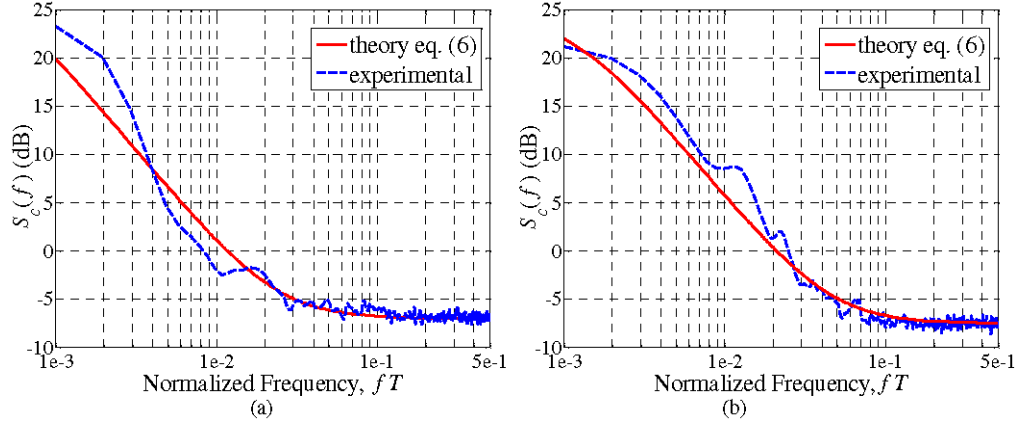 25
20
15
10
5
0
-5
-10
S_c(f) (dB)
theory eq. (6)
experimental
1e-3
1e-2
1e-1
5e-1
Normalized Frequency, fT
(a)
25
20
15
10
5
0
-5
-10
S_c(f) (dB)
theory eq. (6)
experimental
1e-3
1e-2
1e-1
5e-1
Normalized Frequency, fT
(b)